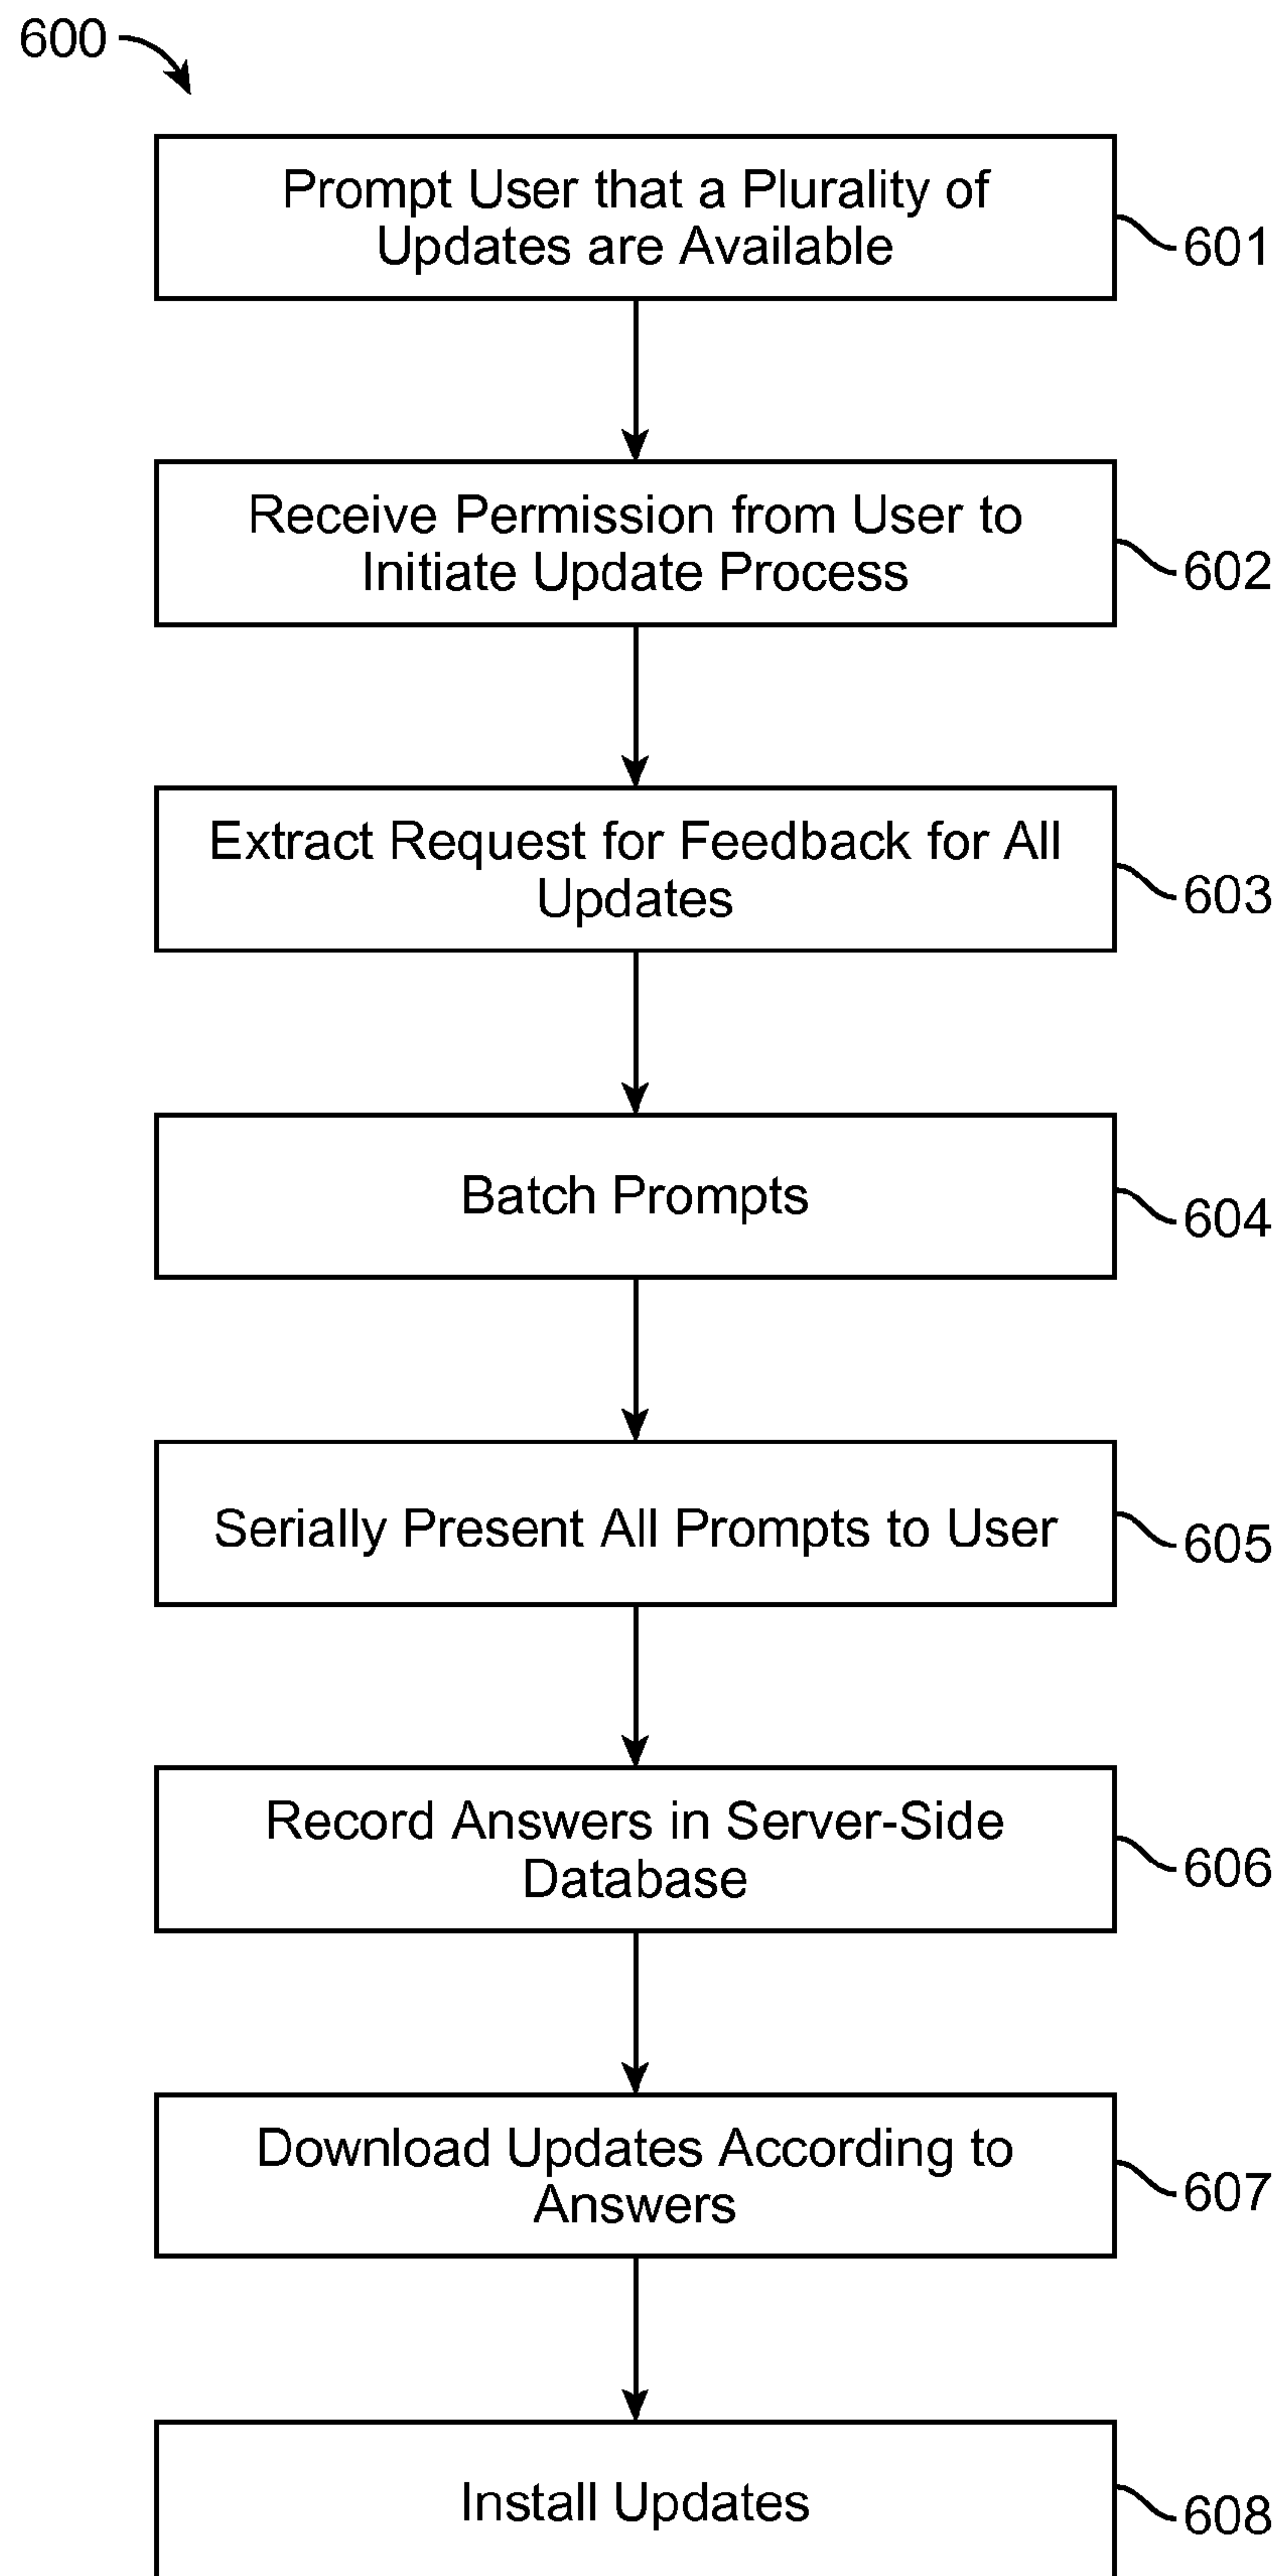 600
Prompt User that a Plurality of
Updates are Available
601
Receive Permission from User to
Initiate Update Process
602
Extract Request for Feedback for All
Updates
603
Batch Prompts
604
Serially Present All Prompts to User
605
Record Answers in Server-Side
Database
606
Download Updates According to
Answers
607
Install Updates
608